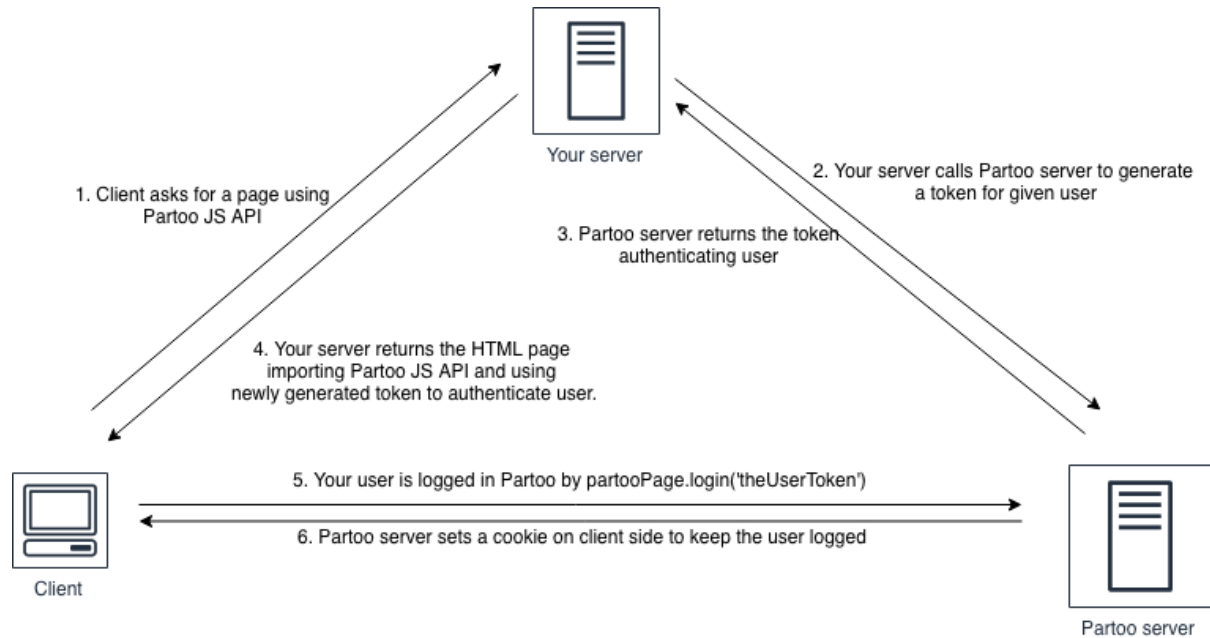 Your server
1. Client asks for a page using
Partoo JS API
2. Your server calls Partoo server to generate
a token for given user
3. Partoo server returns the token
authenticating user
4. Your server returns the HTML page
importing Partoo JS API and using
newly generated token to authenticate user.
5. Your user is logged in Partoo by partooPage.login('theUserToken')
6. Partoo server sets a cookie on client side to keep the user logged
Client
Partoo server